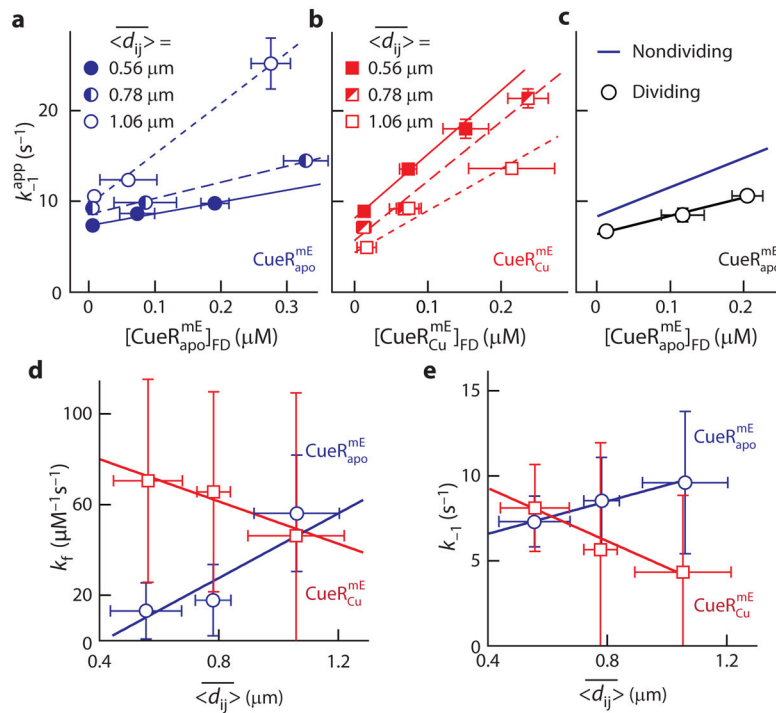 a
<d_ij> =
0.56 μm
0.78 μm
1.06 μm
20
10
0
k_-1^app (s⁻¹)
CueR_apo^mE
0
0.1
0.2
0.3
[CueR_apo^mE]_FD (μM)
b
<d_ij> =
0.56 μm
0.78 μm
1.06 μm
CueR_Cu^mE
0
0.1
0.2
[CueR_Cu^mE]_FD (μM)
c
Nondividing
Dividing
CueR_apo^mE
0
0.1
0.2
[CueR_apo^mE]_FD (μM)
d
100
60
20
0
k_f (μM⁻¹s⁻¹)
CueR_apo^mE
CueR_Cu^mE
0.4
0.8
1.2
<d_ij> (μm)
e
15
10
5
0
k_-1 (s⁻¹)
CueR_apo^mE
CueR_Cu^mE
0.4
0.8
1.2
<d_ij> (μm)